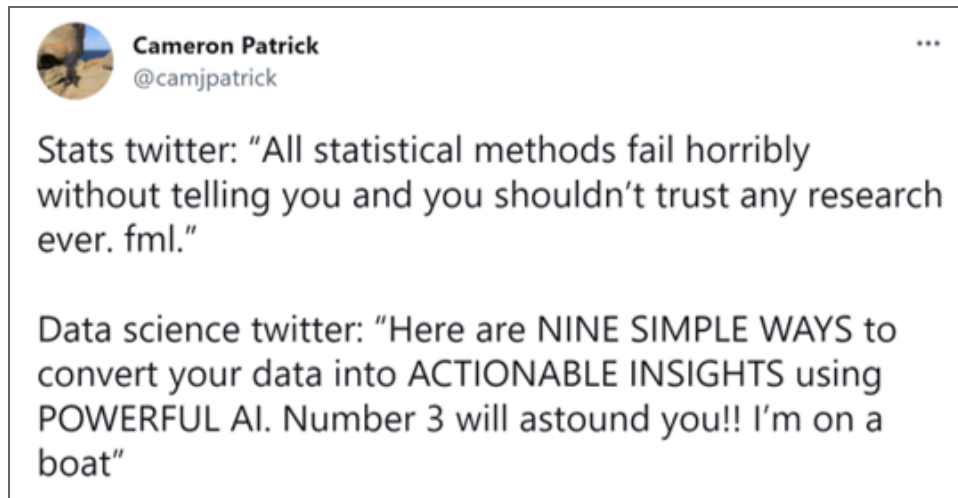 Cameron Patrick
@camjpatrick
Stats twitter: “All statistical methods fail horribly
without telling you and you shouldn’t trust any research
ever. fml.”
Data science twitter: “Here are NINE SIMPLE WAYS to
convert your data into ACTIONABLE INSIGHTS using
POWERFUL AI. Number 3 will astound you!! I’m on a
boat”